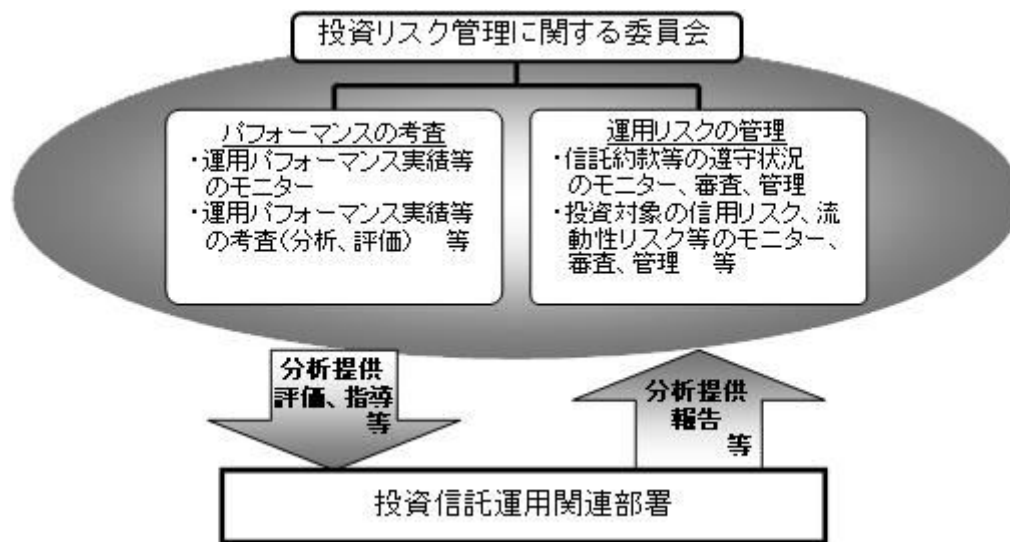 投資リスク管理に関する委員会
パフォーマンスの考査
・運用パフォーマンス実績等
のモニター
・運用パフォーマンス実績等
の考査(分析、評価) 等
運用リスクの管理
・信託約款等の遵守状況
のモニター、審査、管理
・投資対象の信用リスク、流
動性リスク等のモニター、
審査、管理 等
分析提供
評価、指導
等
分析提供
報告
等
投資信託運用関連部署